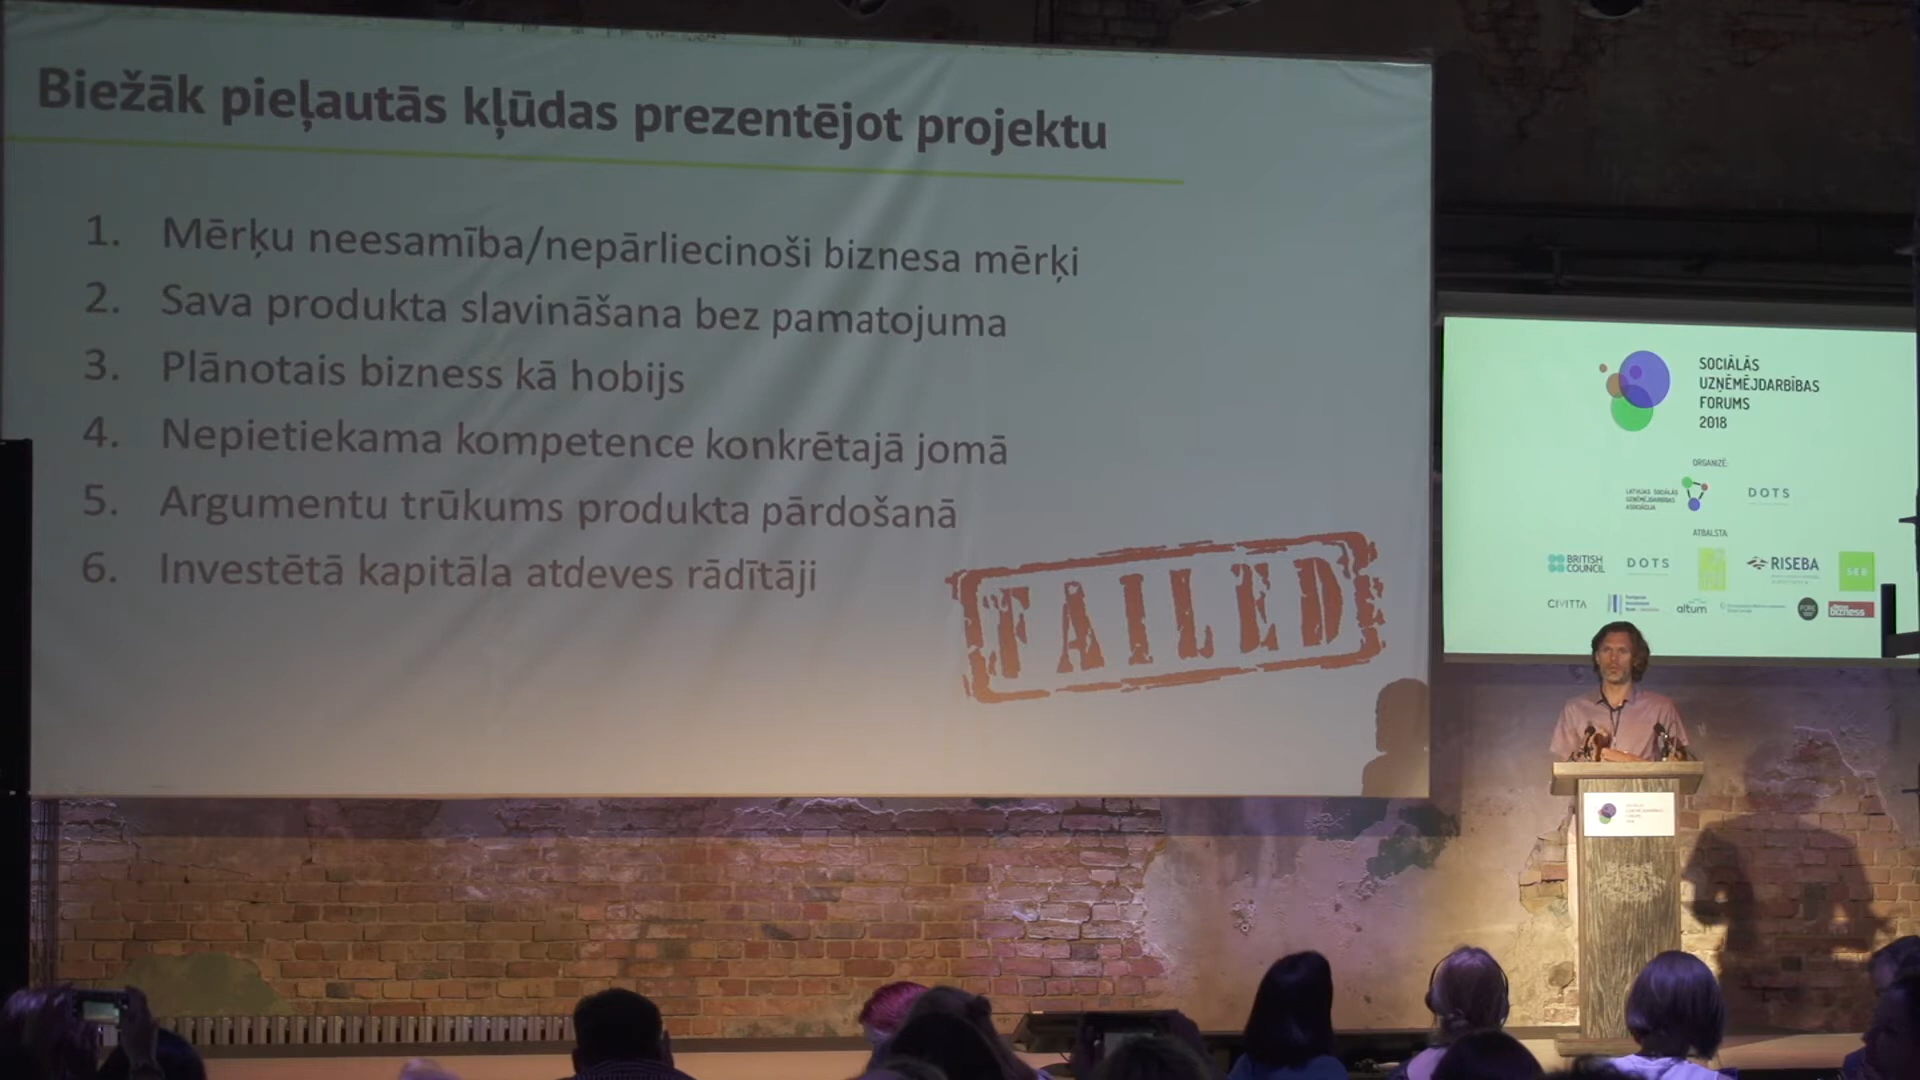 Biežāk pieļautās kļūdas prezentējot projektu
1. Mērķu neesamība/nepārliecinoši biznesa mērķi
2. Sava produkta slavināšana bez pamatojuma
3. Plānotais bizness kā hobijs
4. Nepietiekama kompetence konkrētajā jomā
5. Argumentu trūkums produkta pārdošanā
6. Investētā kapitāla atdeves rādītāji
FAILED
SOCIĀLĀS
UZŅĒMĒJDARBĪBAS
FORUMS
2018
ORGANIZĒ:
LATVIJAS SOCIĀLĀS
UZŅĒMĒJDARBĪBAS
ASOCIĀCIJA
DOTS
ATBALSTA
BRITISH
COUNCIL
DOTS
RISEBA
SEB
CIVITTA
altum
bizness